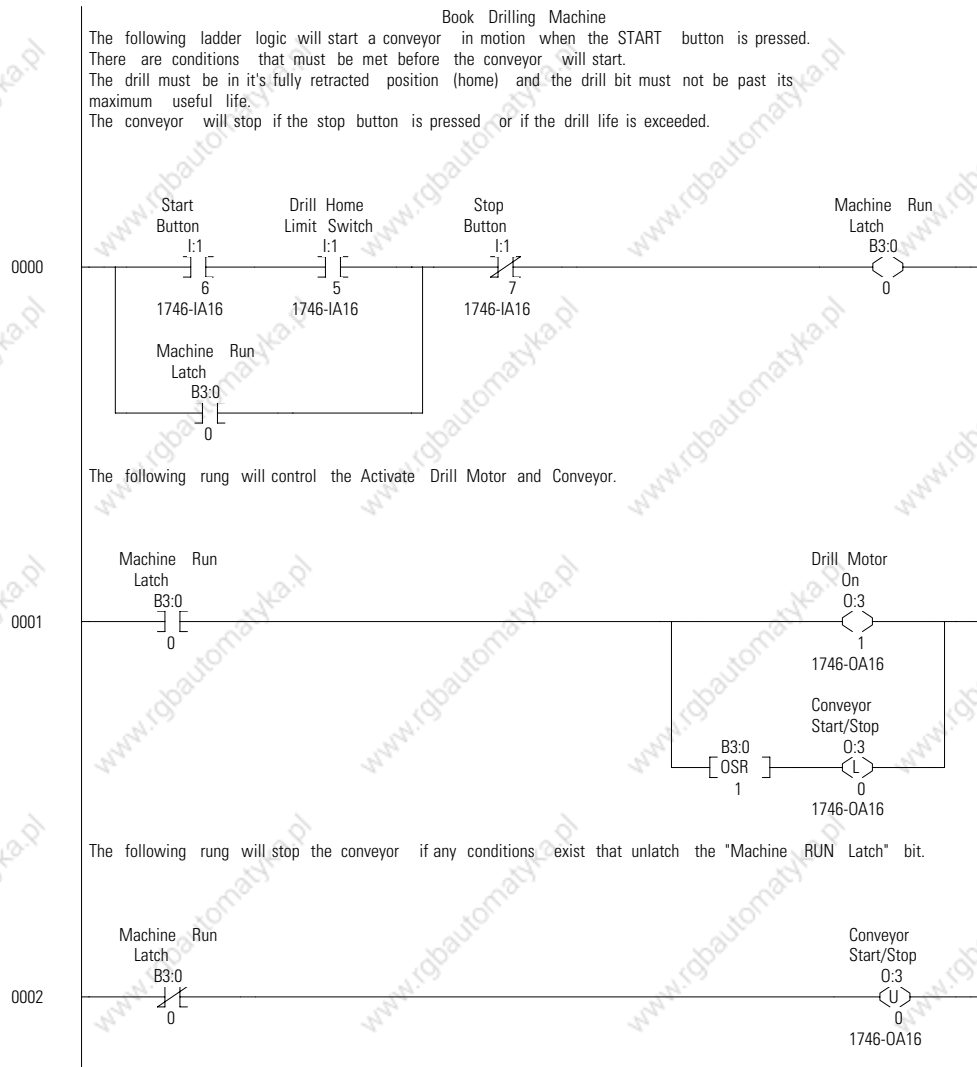 Book Drilling Machine
The following ladder logic will start a conveyor in motion when the START button is pressed.
There are conditions that must be met before the conveyor will start.
The drill must be in it's fully retracted position (home) and the drill bit must not be past its
maximum useful life.
The conveyor will stop if the stop button is pressed or if the drill life is exceeded.
Start Button
I:1
6
1746-IA16
Drill Home Limit Switch
I:1
5
1746-IA16
Stop Button
I:1
7
1746-IA16
Machine Run Latch
B3:0
0
0000
Machine Run
Latch
B3:0
0
The following rung will control the Activate Drill Motor and Conveyor.
Machine Run
Latch
B3:0
0
0001
Drill Motor
On
O:3
1
1746-OA16
B3:0
OSR
1
Conveyor
Start/Stop
O:3
L
0
1746-OA16
The following rung will stop the conveyor if any conditions exist that unlatch the "Machine RUN Latch" bit.
Machine Run
Latch
B3:0
0
0002
Conveyor
Start/Stop
O:3
U
0
1746-OA16
www.rgbautomatyka.pl